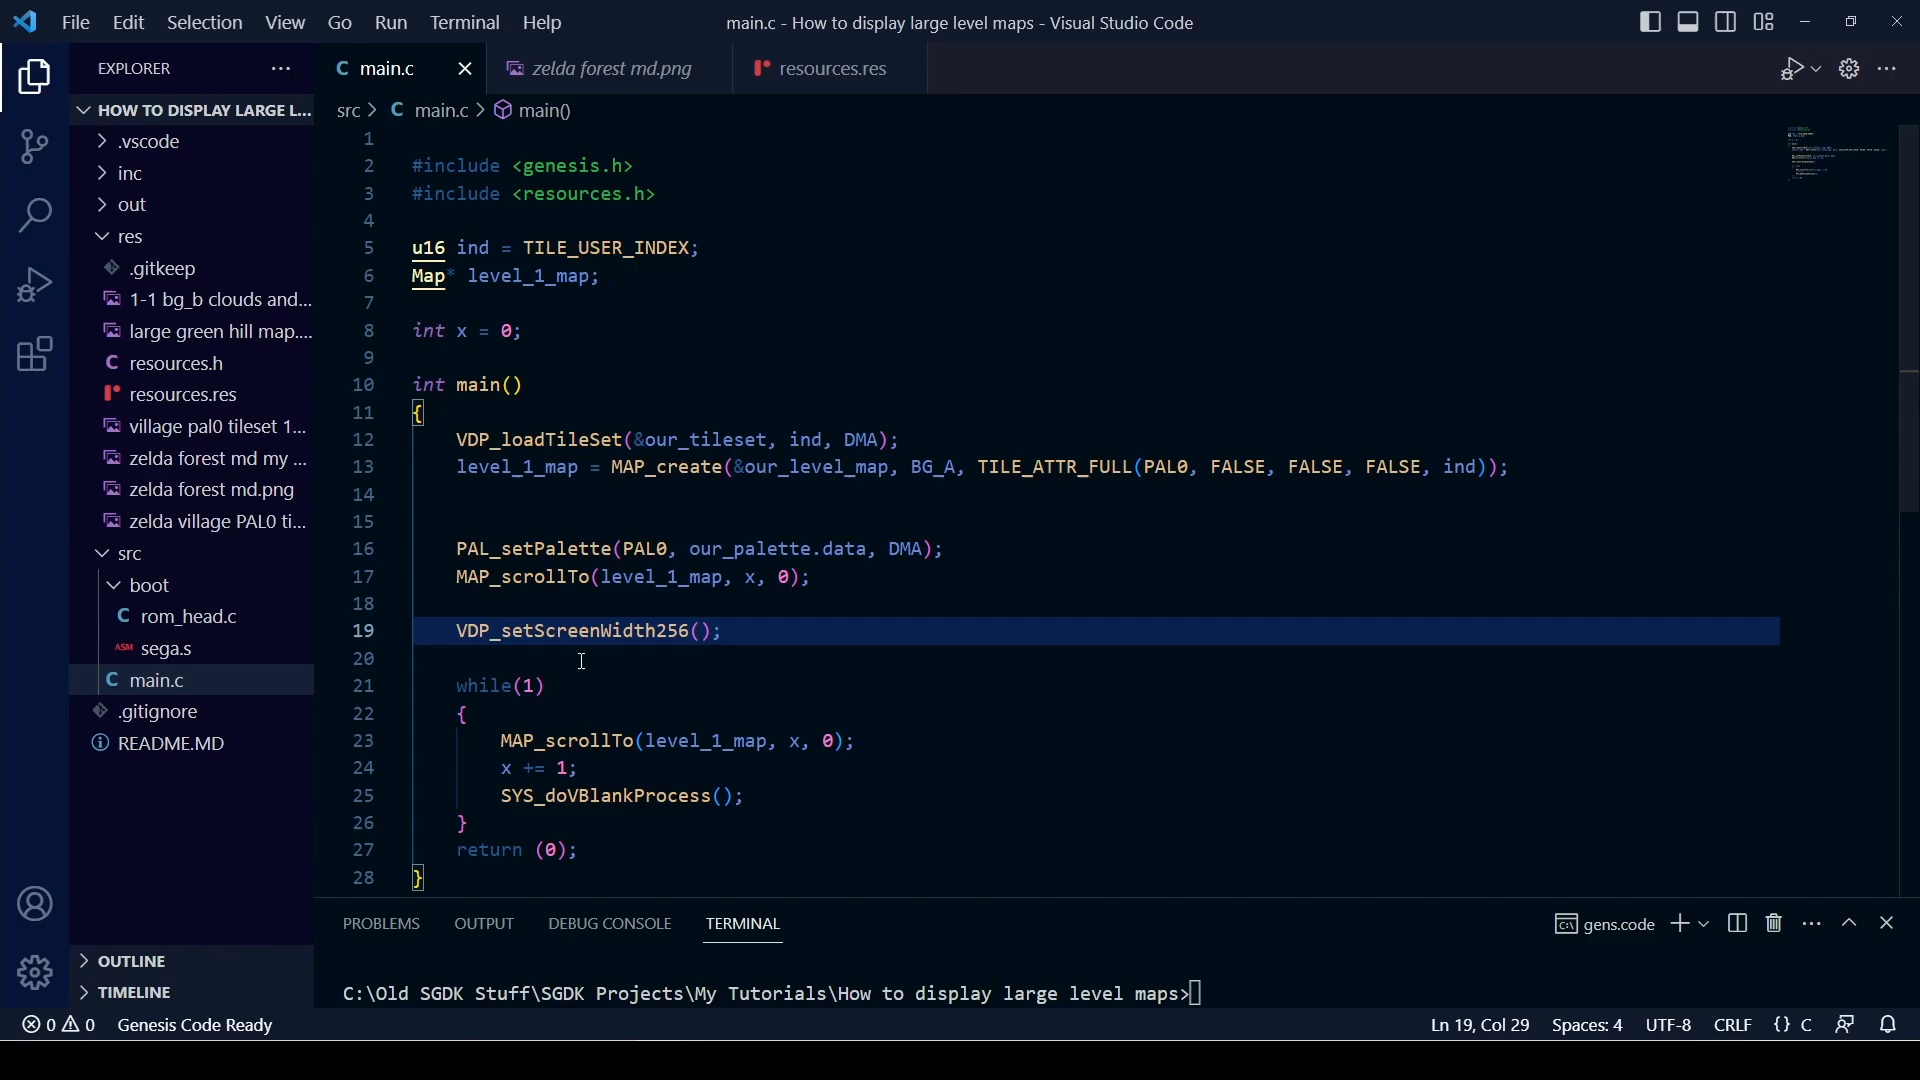 File Edit Selection View Go Run Terminal Help
main.c - How to display large level maps - Visual Studio Code
EXPLORER
HOW TO DISPLAY LARGE L...
.vscode
inc
out
res
.gitkeep
1-1 bg_b clouds and...
large green hill map....
C resources.h
resources.res
village pal0 tileset 1...
zelda forest md my ...
zelda forest md.png
zelda village PAL0 ti...
src
boot
C rom_head.c
ASM sega.s
C main.c
.gitignore
README.MD
OUTLINE
TIMELINE
C main.c
zelda forest md.png
resources.res
src > C main.c > main()
1
2 #include <genesis.h>
3 #include <resources.h>
4
5 u16 ind = TILE_USER_INDEX;
6 Map* level_1_map;
7
8 int x = 0;
9
10 int main()
11 {
12 VDP_loadTileSet(&our_tileset, ind, DMA);
13 level_1_map = MAP_create(&our_level_map, BG_A, TILE_ATTR_FULL(PAL0, FALSE, FALSE, FALSE, ind));
14
15
16 PAL_setPalette(PAL0, our_palette.data, DMA);
17 MAP_scrollTo(level_1_map, x, 0);
18
19 VDP_setScreenWidth256();
20
21 while(1)
22 {
23 MAP_scrollTo(level_1_map, x, 0);
24 x += 1;
25 SYS_doVBlankProcess();
26 }
27 return (0);
28 }
PROBLEMS OUTPUT DEBUG CONSOLE TERMINAL
gens.code
C:\Old SGDK Stuff\SGDK Projects\My Tutorials\How to display large level maps>
0 0 Genesis Code Ready
Ln 19, Col 29 Spaces: 4 UTF-8 CRLF {} C